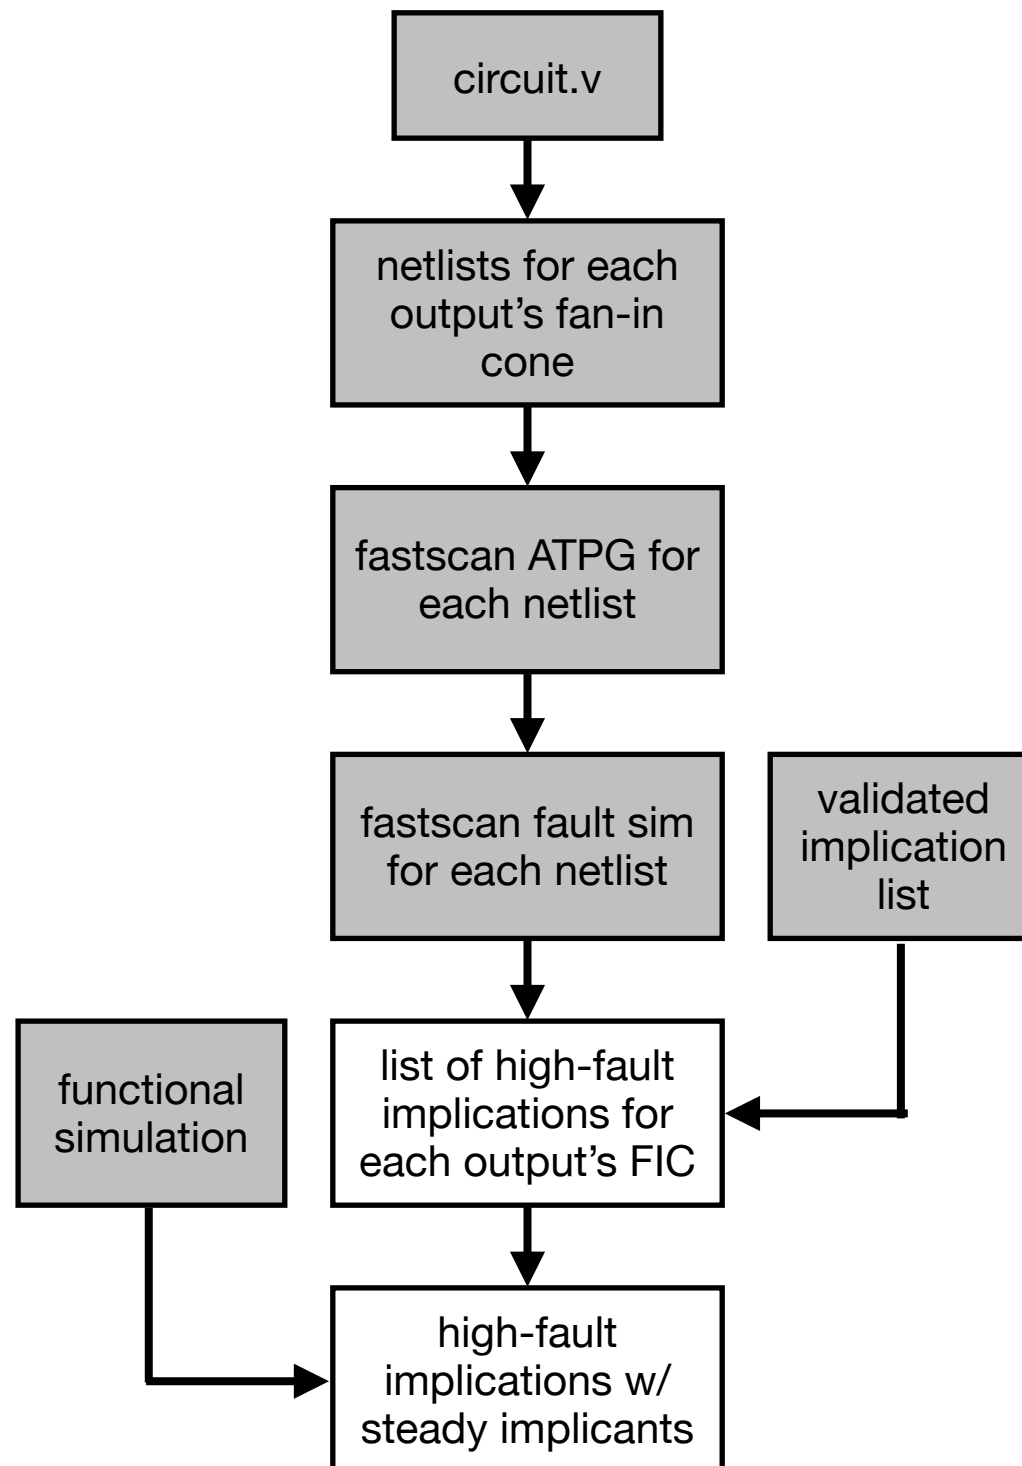 circuit.v
netlists for each
output’s fan-in
cone
fastscan ATPG for
each netlist
fastscan fault sim
for each netlist
validated
implication
list
list of high-fault
implications for
each output’s FIC
functional
simulation
high-fault
implications w/
steady implicants